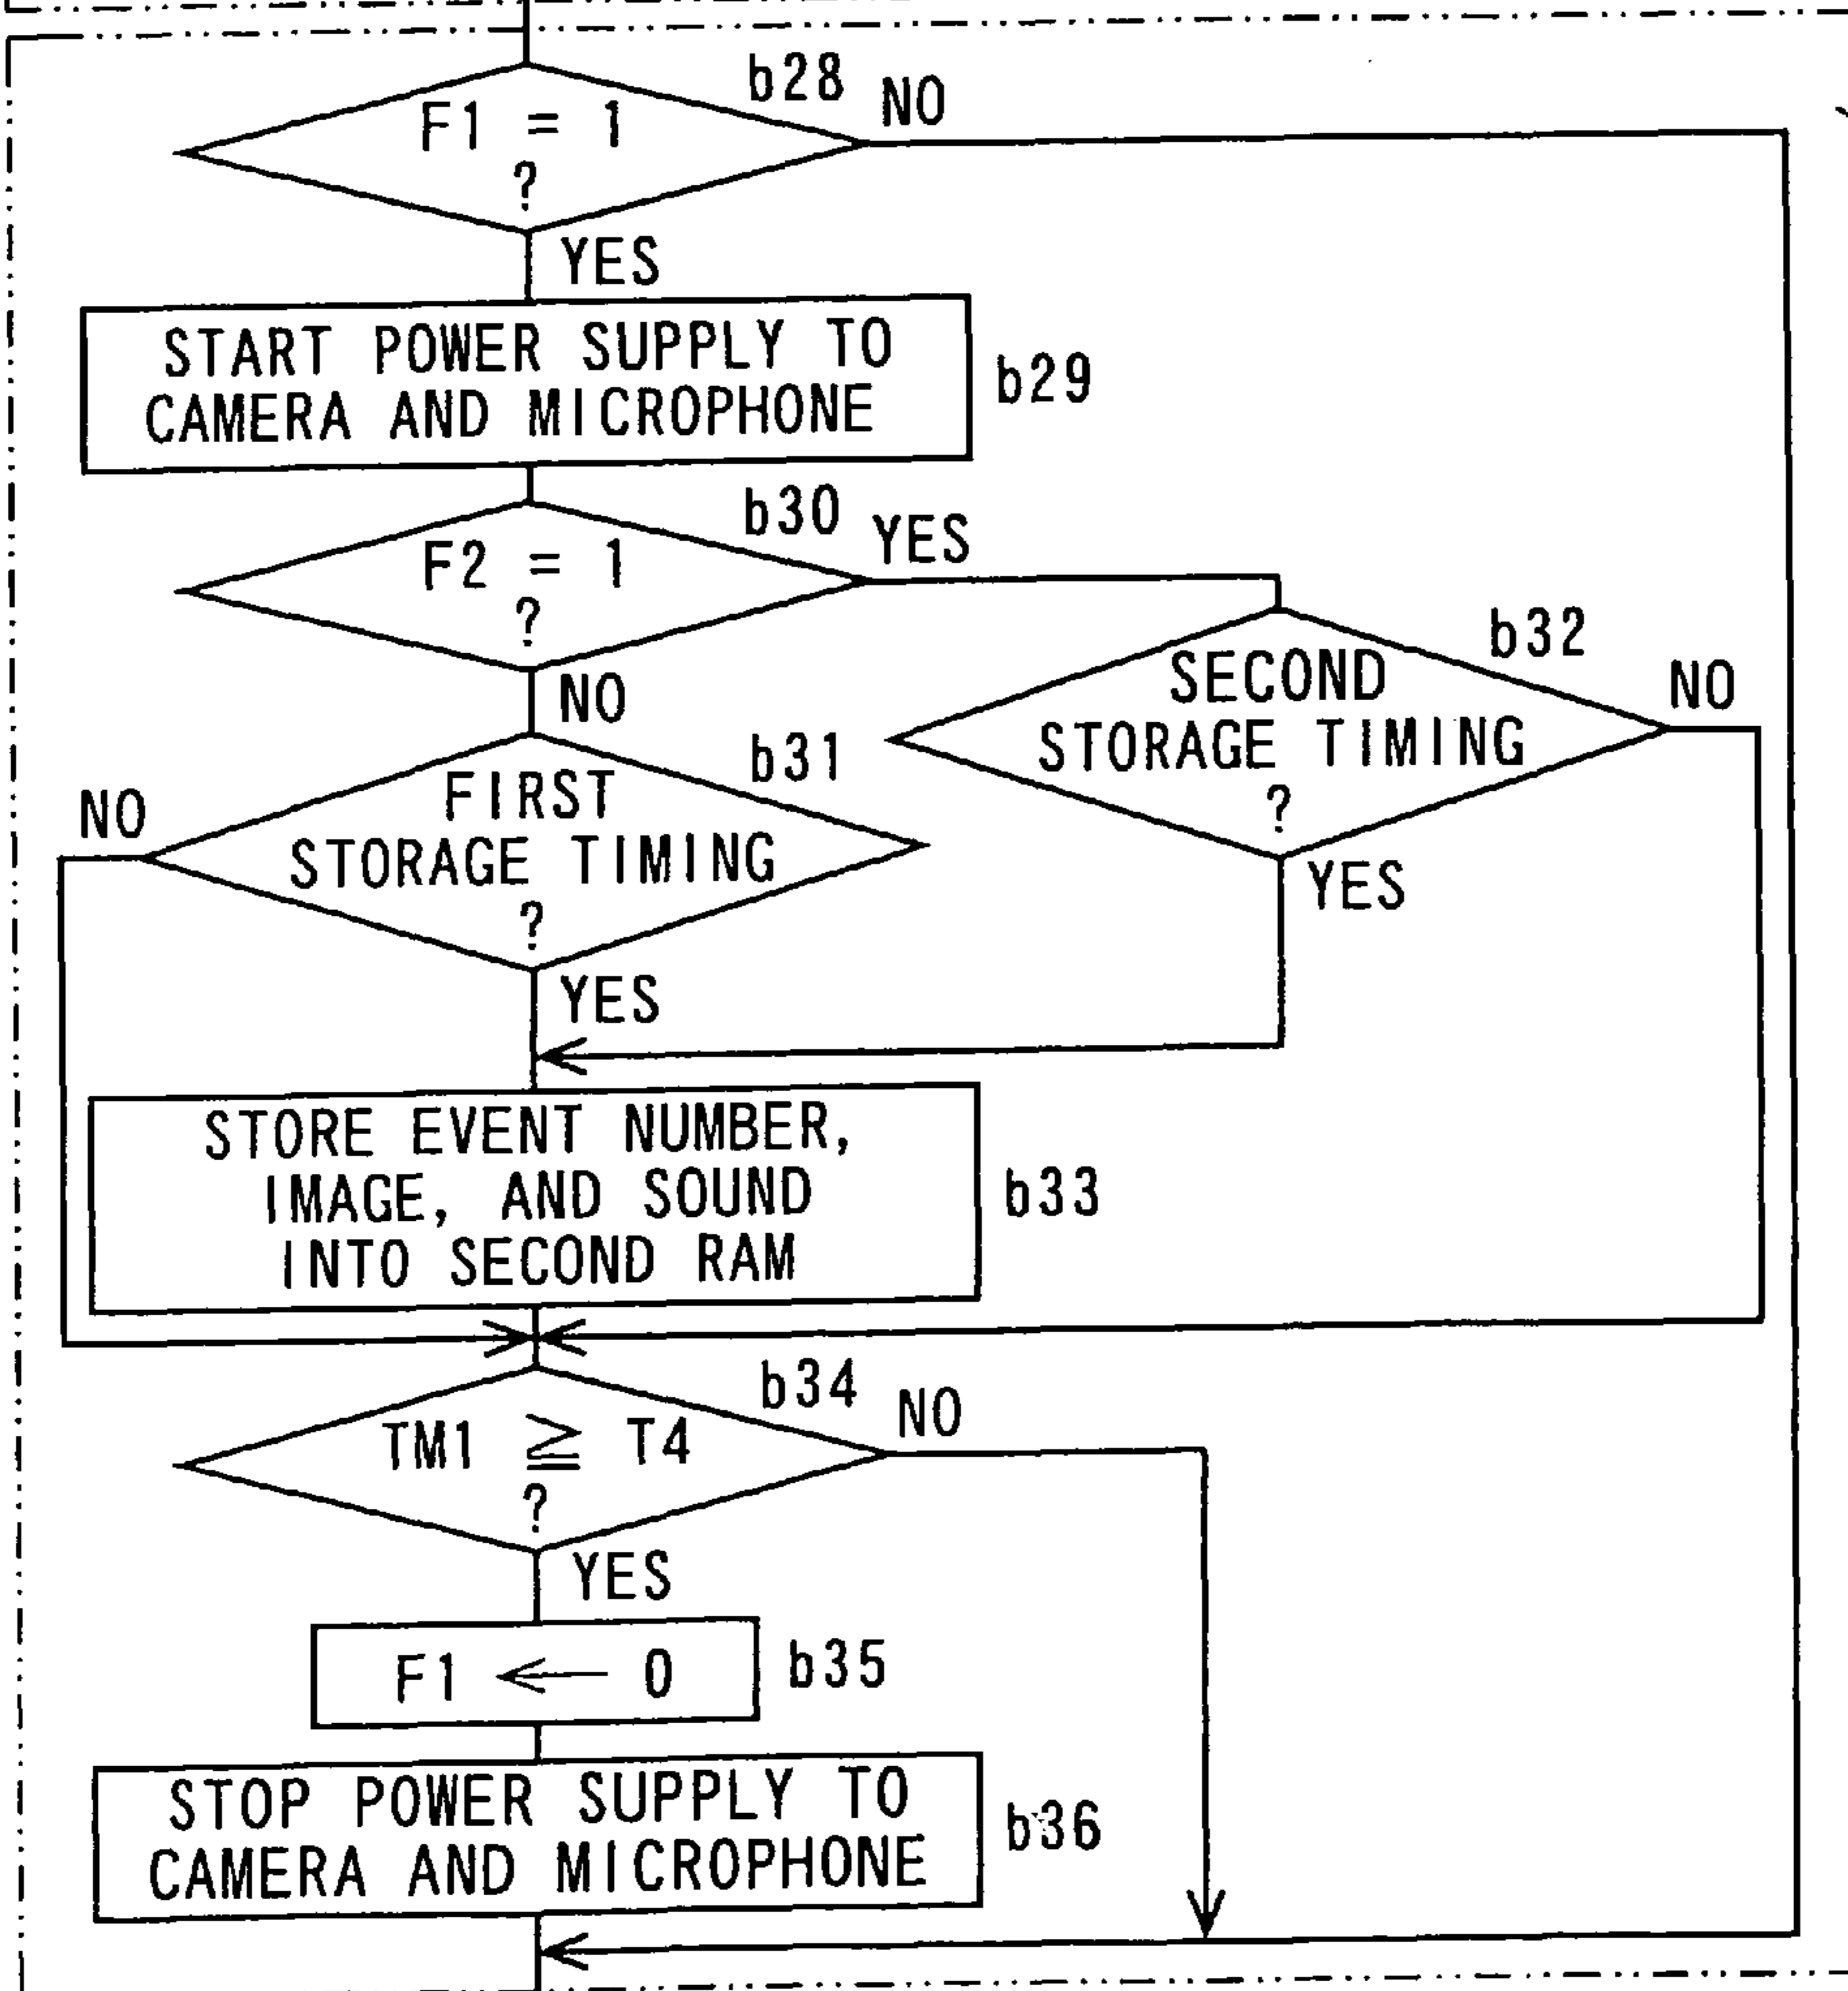 b28
NO
F1 = 1
?
YES
START POWER SUPPLY TO
CAMERA AND MICROPHONE
b29
b30
YES
F2 = 1
?
NO
b32
SECOND
STORAGE TIMING
?
NO
YES
b31
FIRST
STORAGE TIMING
?
NO
YES
STORE EVENT NUMBER,
IMAGE, AND SOUND
INTO SECOND RAM
b33
b34
NO
TM1 ≧ T4
?
YES
F1 ← 0
b35
STOP POWER SUPPLY TO
CAMERA AND MICROPHONE
b36